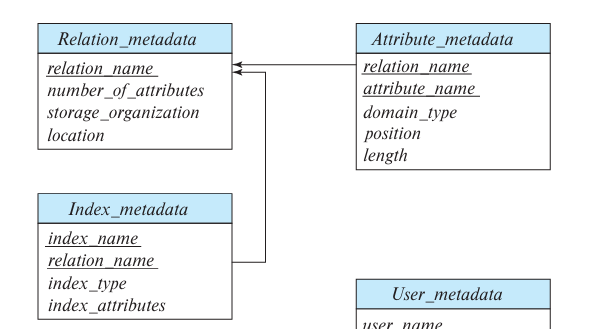 Relation_metadata
relation_name
number_of_attributes
storage_organization
location
Attribute_metadata
relation_name
attribute_name
domain_type
position
length
Index_metadata
index_name
relation_name
index_type
index_attributes
User_metadata
user_name